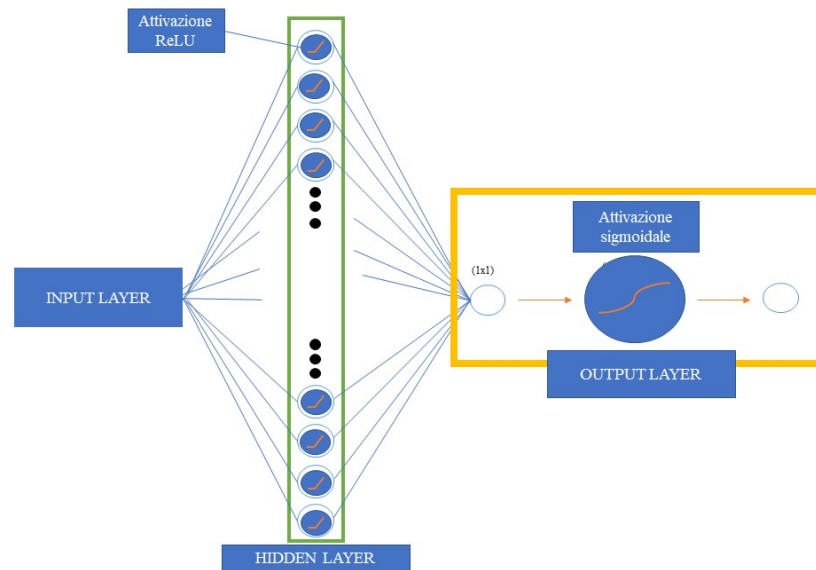 Attivazione
ReLU
INPUT LAYER
HIDDEN LAYER
(1x1)
Attivazione
sigmoidale
OUTPUT LAYER